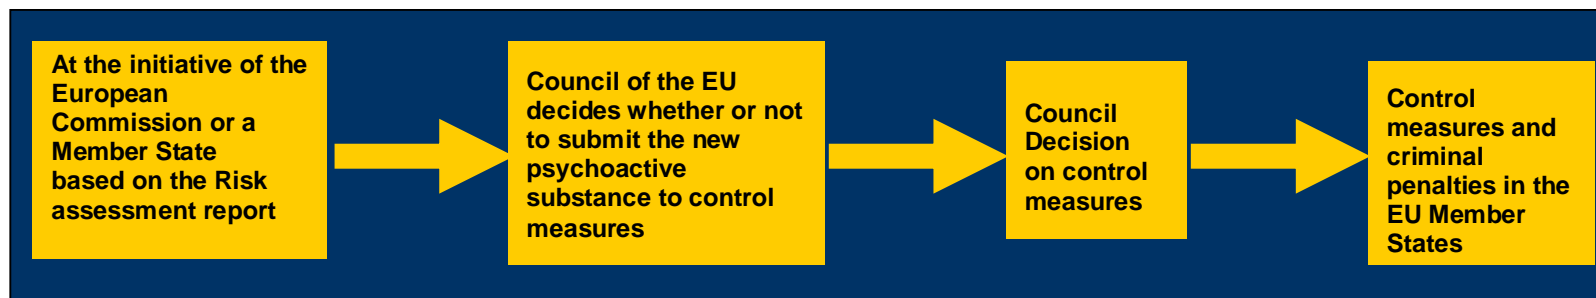 At the initiative of the
European
Commission or a
Member State
based on the Risk
assessment report
Council of the EU
decides whether or not
to submit the new
psychoactive
substance to control
measures
Council
Decision
on control
measures
Control
measures and
criminal
penalties in the
EU Member
States